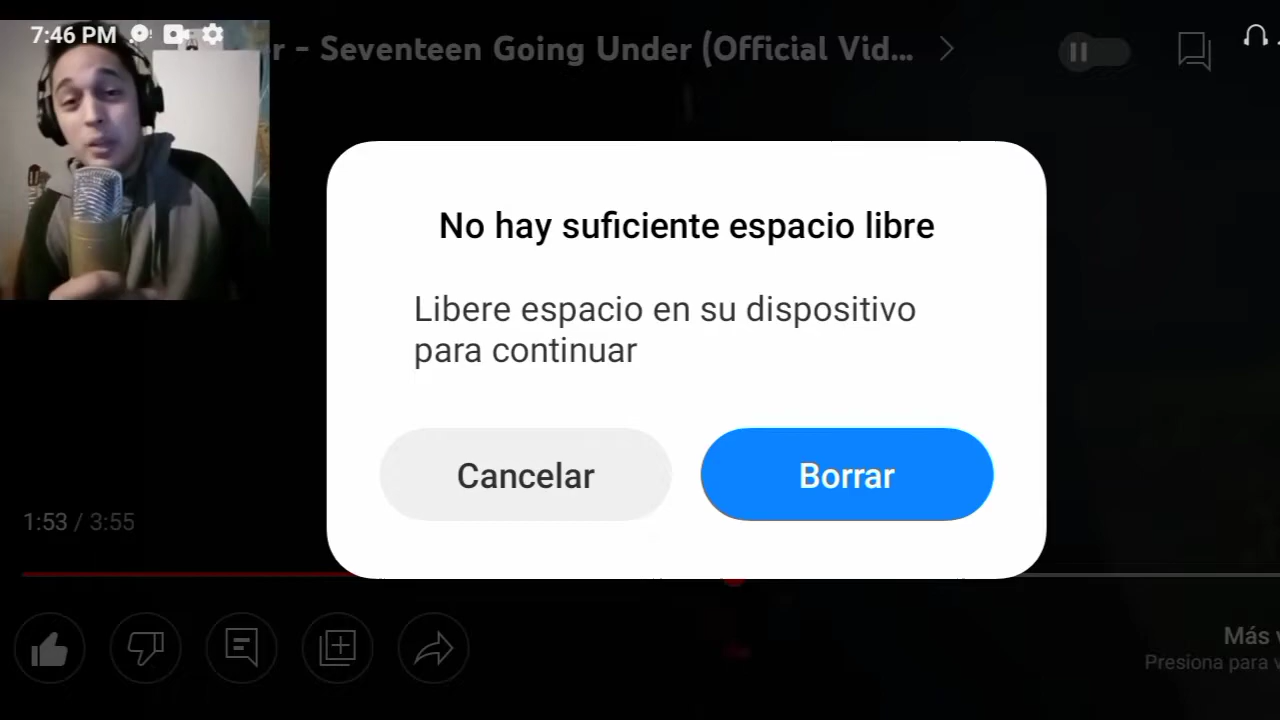 7:46 PM
r - Seventeen Going Under (Official Vid...
No hay suficiente espacio libre
Libere espacio en su dispositivo
para continuar
Cancelar
Borrar
1:53 / 3:55
Más
Presiona para